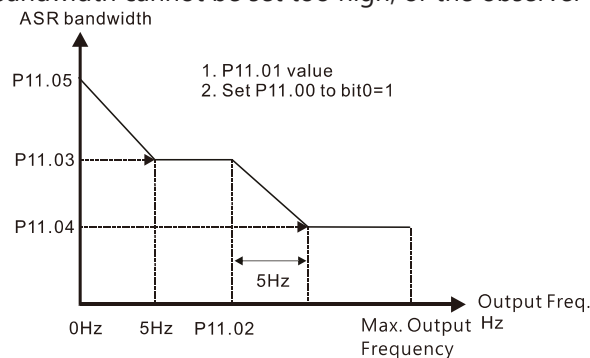 bandwidth cannot be set too high, or the observer
ASR bandwidth
P11.05
1. P11.01 value
2. Set P11.00 to bit0=1
P11.03
P11.04
5Hz
Output Freq.
0Hz 5Hz P11.02 Max. Output Hz
Frequency